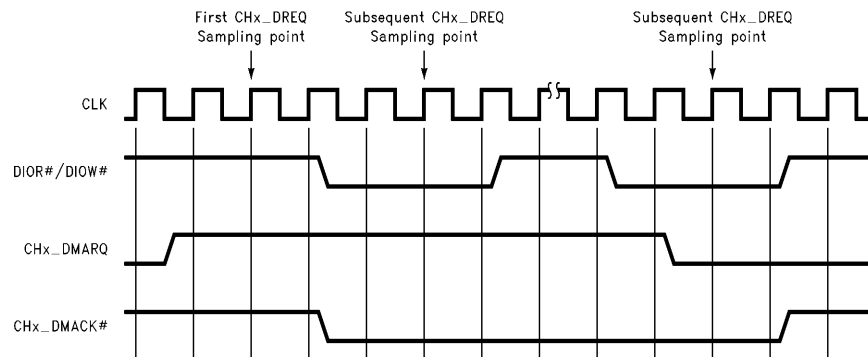 First CHx_DREQ
Sampling point
Subsequent CHx_DREQ
Sampling point
Subsequent CHx_DREQ
Sampling point
CLK
DIOR#/DIOW#
CHx_DMARQ
CHx_DMACK#